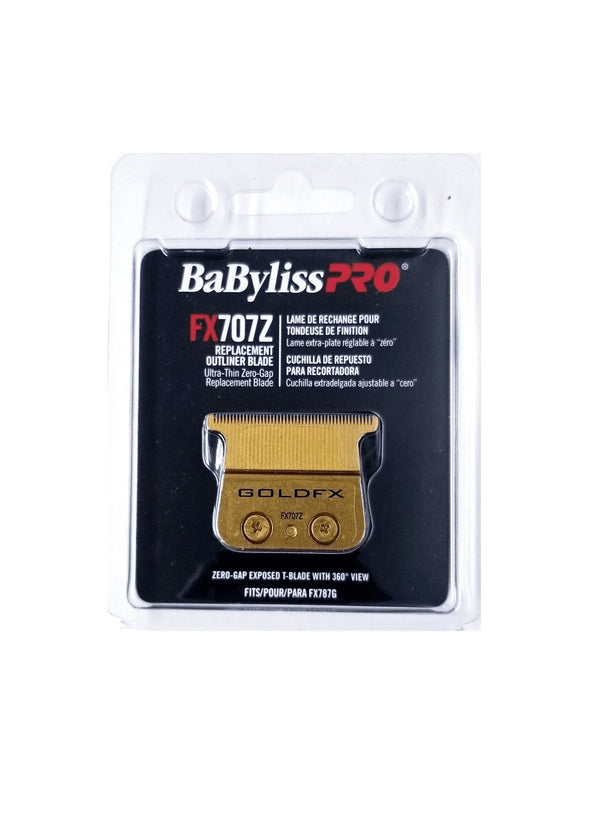 BaBylissPRO®
FX707Z
REPLACEMENT
OUTLINER BLADE
Ultra-Thin Zero-Gap
Replacement Blade
LAME DE RECHANGE POUR
TONDEUSE DE FINITION
Lame extra-plate réglable à "zéro"
CUCHILLA DE REPUESTO
PARA RECORTADORA
Cuchilla extradelgada ajustable a "cero"
GOLDFX
FX707Z
ZERO-GAP EXPOSED T-BLADE WITH 360° VIEW
FITS/POUR/PARA FX787G